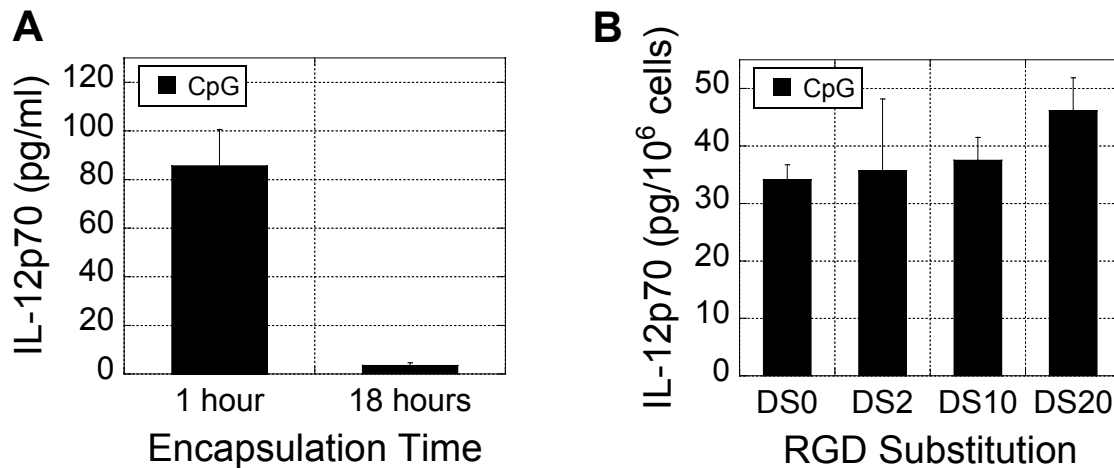 A
IL-12p70 (pg/ml)
120
100
80
60
40
20
0
CpG
1 hour 18 hours
Encapsulation Time
B
IL-12p70 (pg/10⁶ cells)
50
40
30
20
10
0
CpG
DS0 DS2 DS10 DS20
RGD Substitution